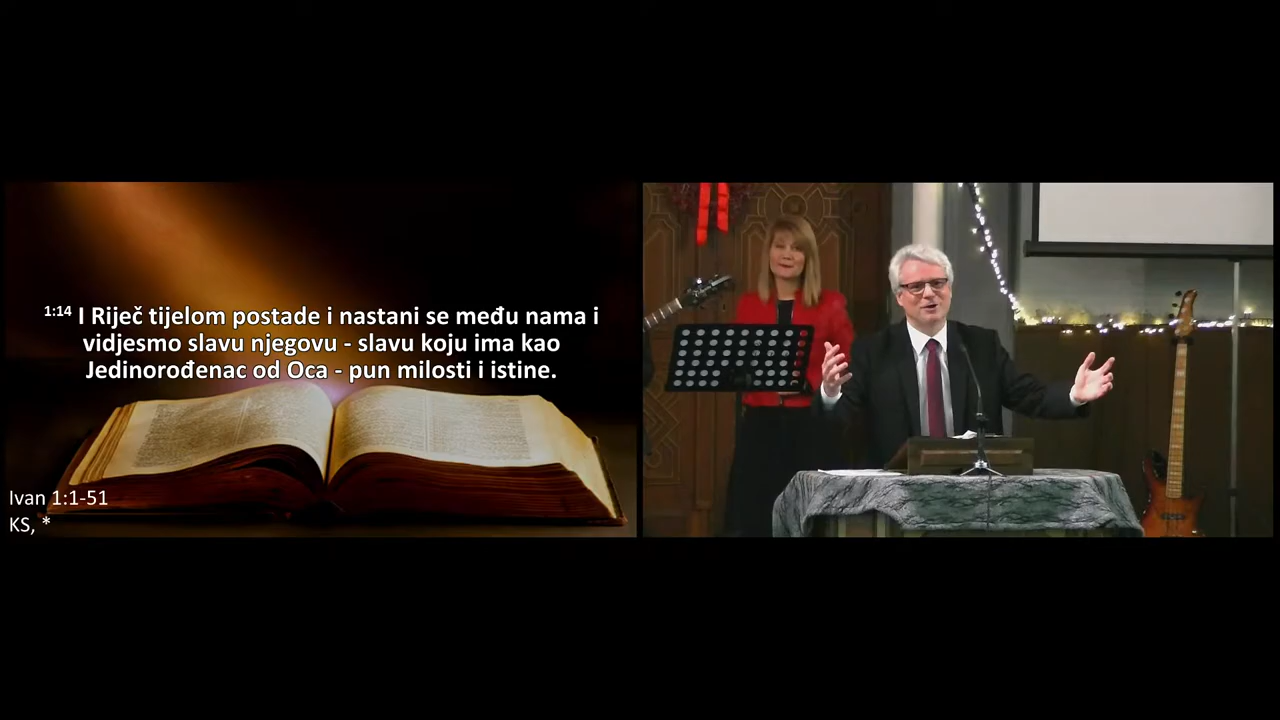 1:14 I Riječ tijelom postade i nastani se među nama i
vidjesmo slavu njegovu - slavu koju ima kao
Jedinorođenac od Oca - pun milosti i istine.
Ivan 1:1-51
KS, *